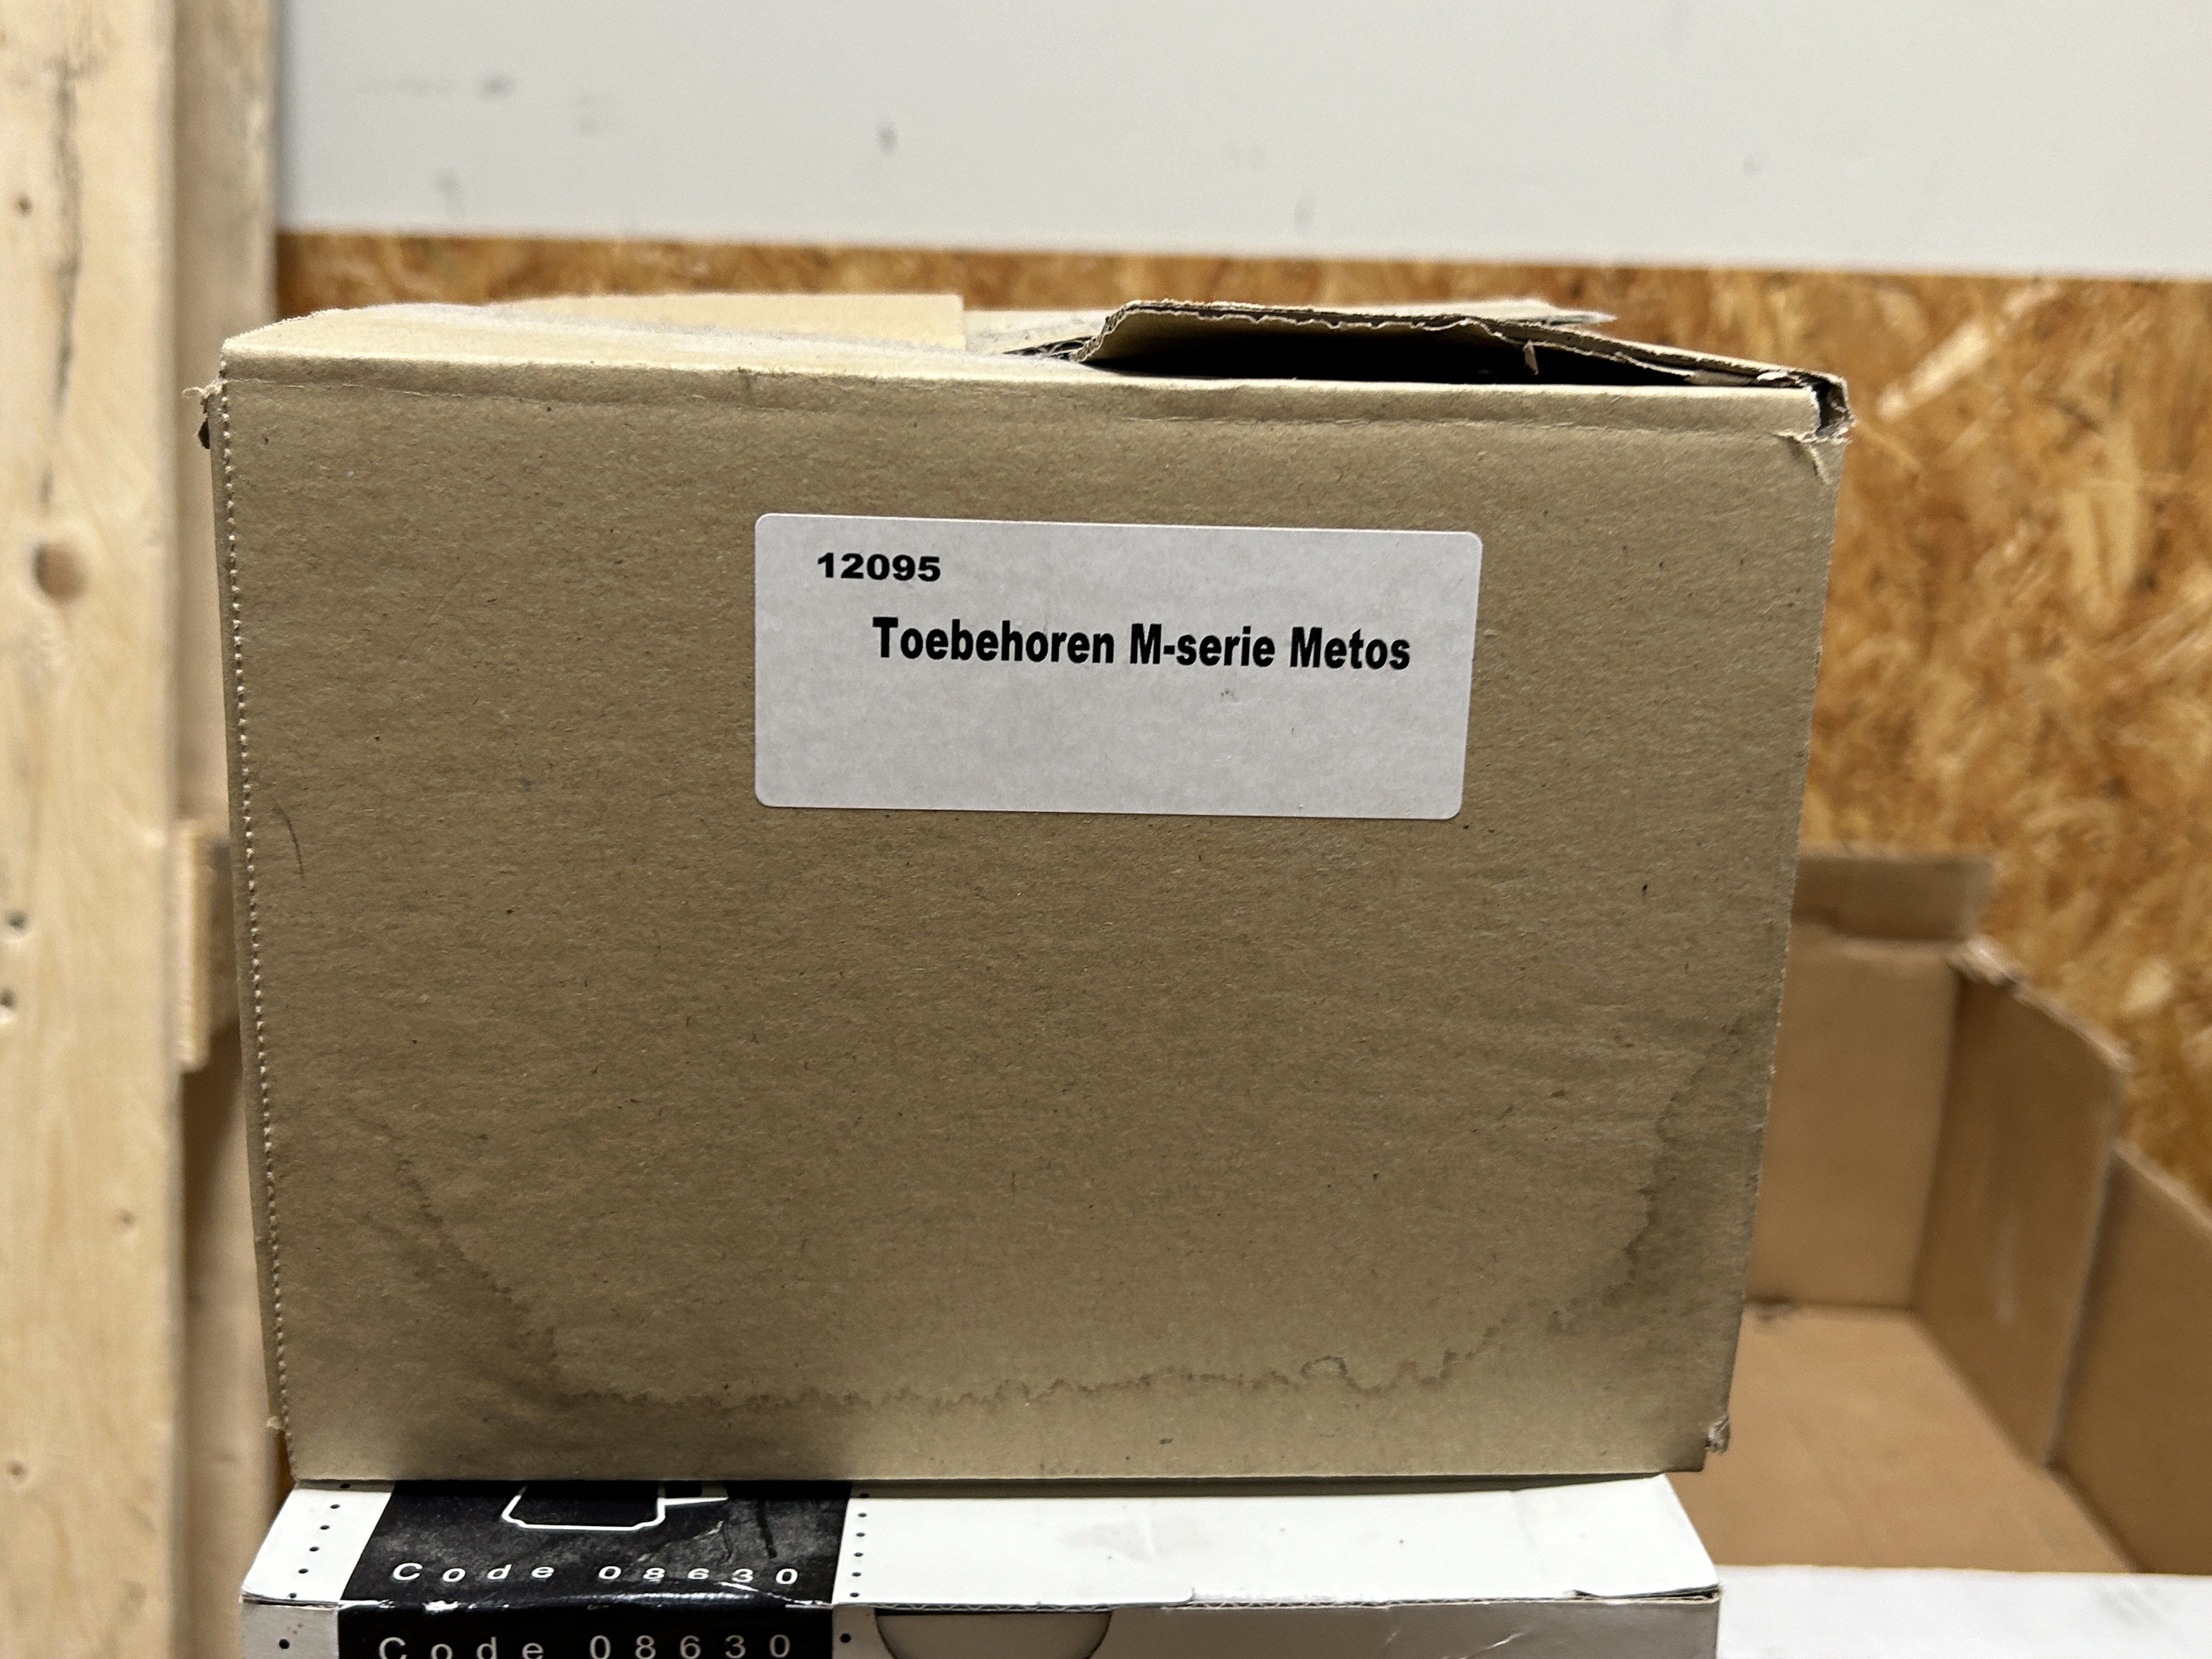 12095
Toebehoren M-serie Metos
Code 08630
Code 08630